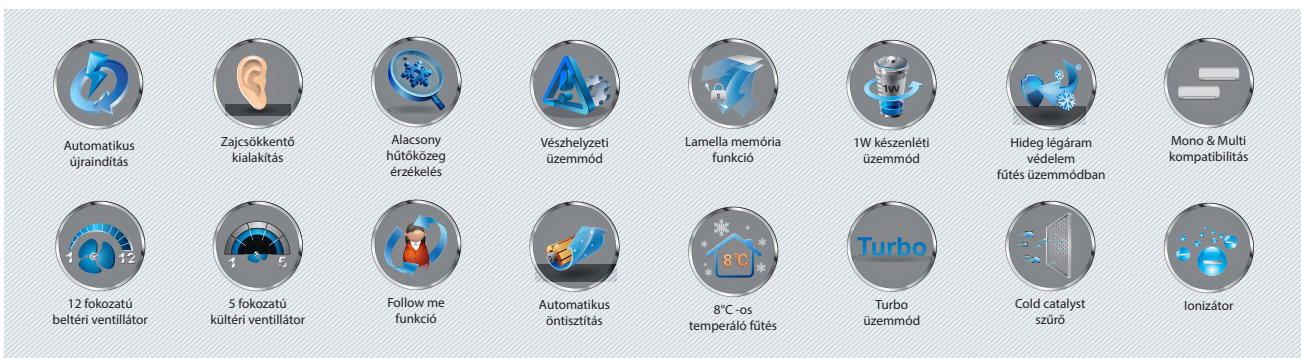 1W
Automatikus
újraindítás
Zajcsökkentő
kialakítás
Alacsony
hűtőközeg
érzékelés
Vészhelyzeti
üzemmód
Lamella memória
funkció
1W készenléti
üzemmód
Hideg légáram
védelem
fűtés üzemmódban
Mono & Multi
kompatibilitás
1 12
1 5
8°C
Turbo
12 fokozatú
beltéri ventillátor
5 fokozatú
kültéri ventillátor
Follow me
funkció
Automatikus
öntisztítás
8°C -os
temperáló fűtés
Turbo
üzemmód
Cold catalyst
szűrő
Ionizátor